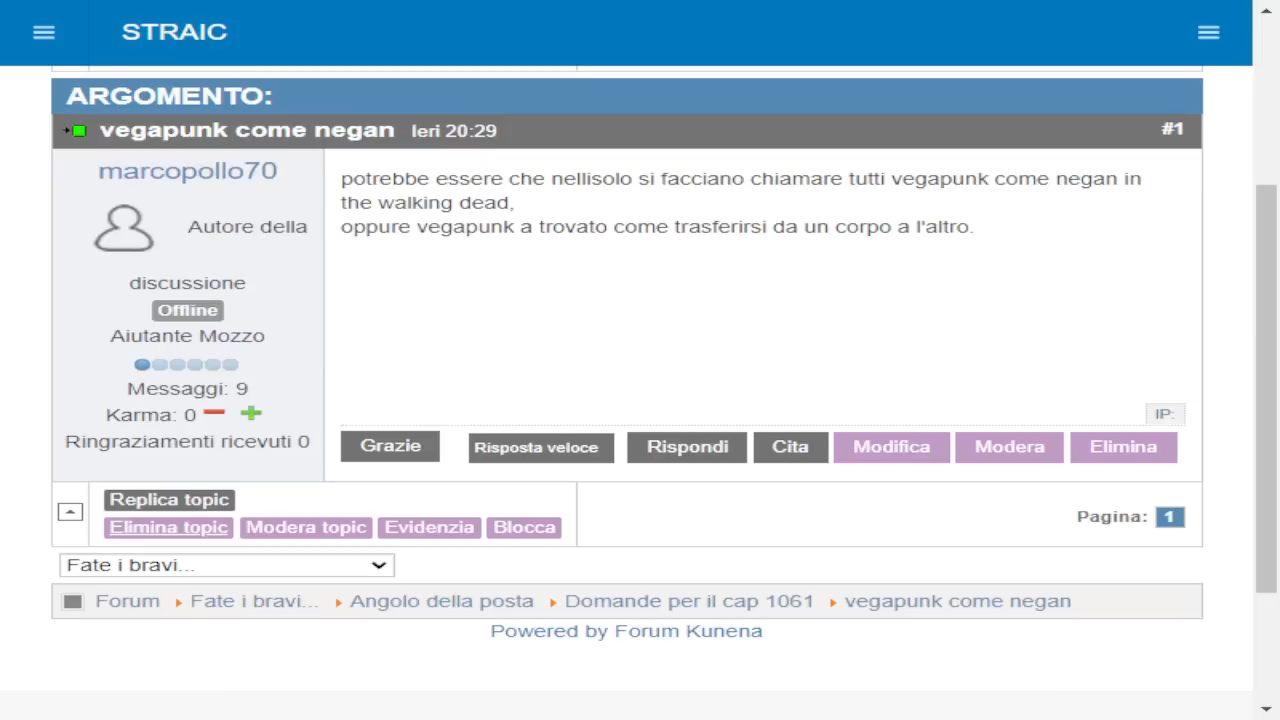 STRAIC
ARGOMENTO:
vegapunk come negan Ieri 20:29 #1
marcopollo70
Autore della
discussione
Offline
Aiutante Mozzo
Messaggi: 9
Karma: 0
Ringraziamenti ricevuti 0
potrebbe essere che nellisolo si facciano chiamare tutti vegapunk come negan in
the walking dead,
oppure vegapunk a trovato come trasferirsi da un corpo a l'altro.
IP:
Grazie Risposta veloce Rispondi Cita Modifica Modera Elimina
Replica topic
Elimina topic Modera topic Evidenzia Blocca
Pagina: 1
Fate i bravi...
Forum Fate i bravi... Angolo della posta Domande per il cap 1061 vegapunk come negan
Powered by Forum Kunena